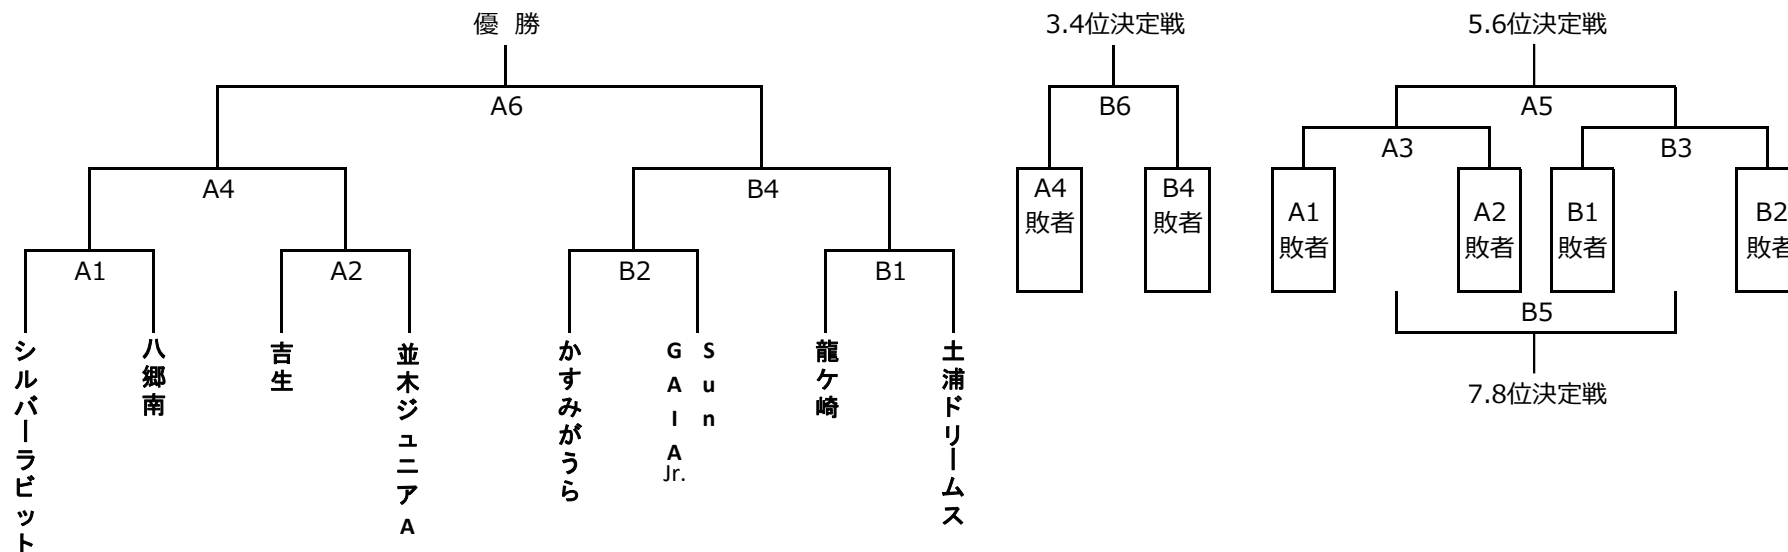 優 勝
3.4位決定戦
5.6位決定戦
A6
B6
A5
A3
B3
A4
B4
A4
敗者
B4
敗者
A1
敗者
A2
敗者
B1
敗者
B2
敗者
A1
A2
B2
B1
B5
シルバーラビット
八郷南
吉生
並木ジュニアA
かすみがうら
Sun
GAIA Jr.
龍ケ崎
土浦ドリームス
7.8位決定戦